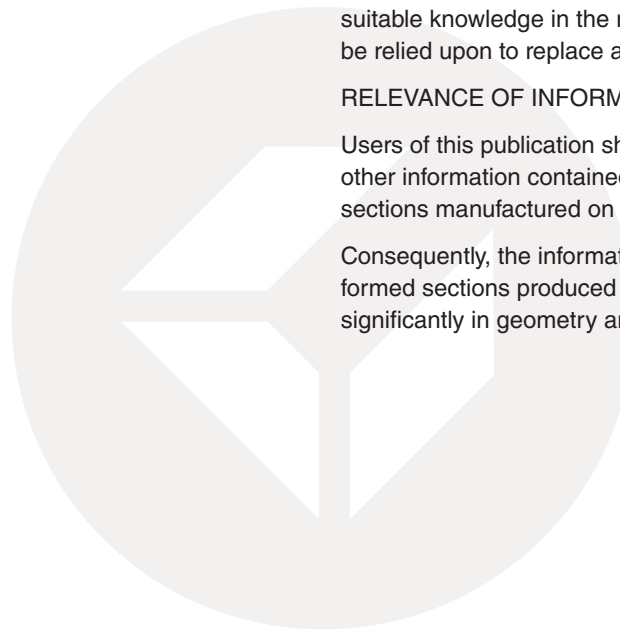 suitable knowledge in the
be relied upon to replace
RELEVANCE OF
Users of this publication
other information
sections manufactured on
Consequently, the
formed sections produced
significantly in geometry